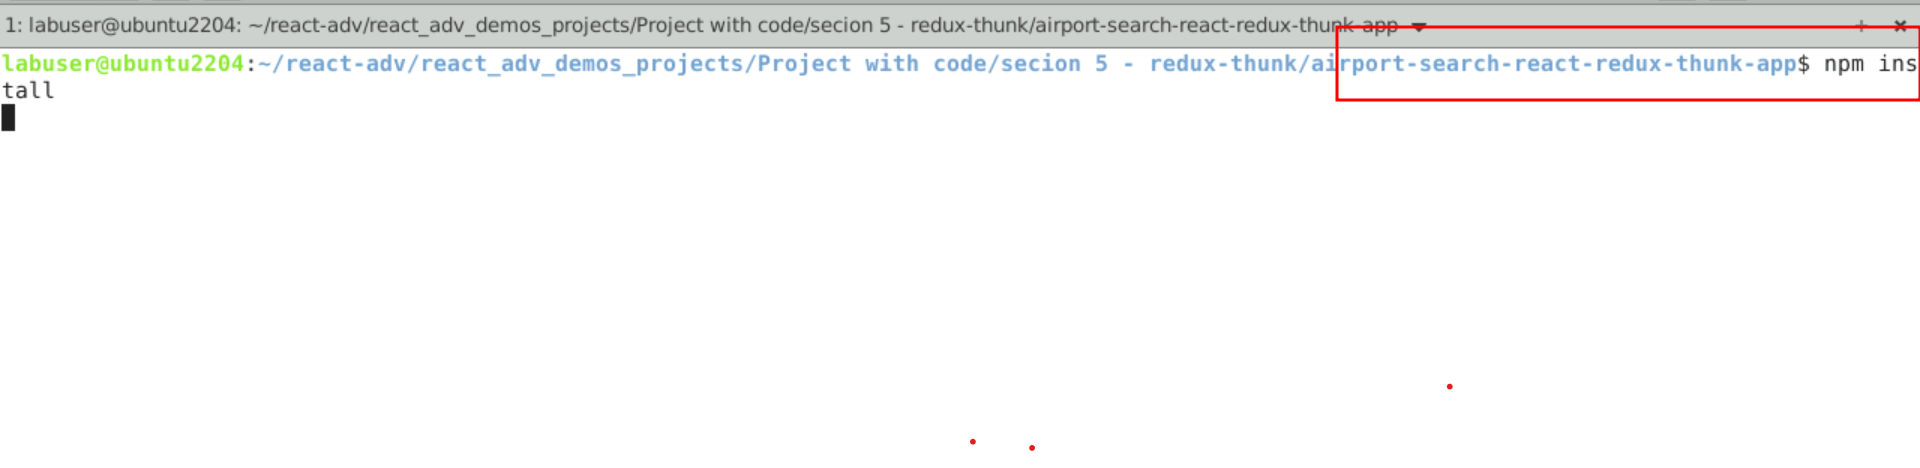 1: labuser@ubuntu2204: ~/react-adv/react_adv_demos_projects/Project with code/secion 5 - redux-thunk/airport-search-react-redux-thunk-app
labuser@ubuntu2204:~/react-adv/react_adv_demos_projects/Project with code/secion 5 - redux-thunk/airport-search-react-redux-thunk-app$ npm ins
tall